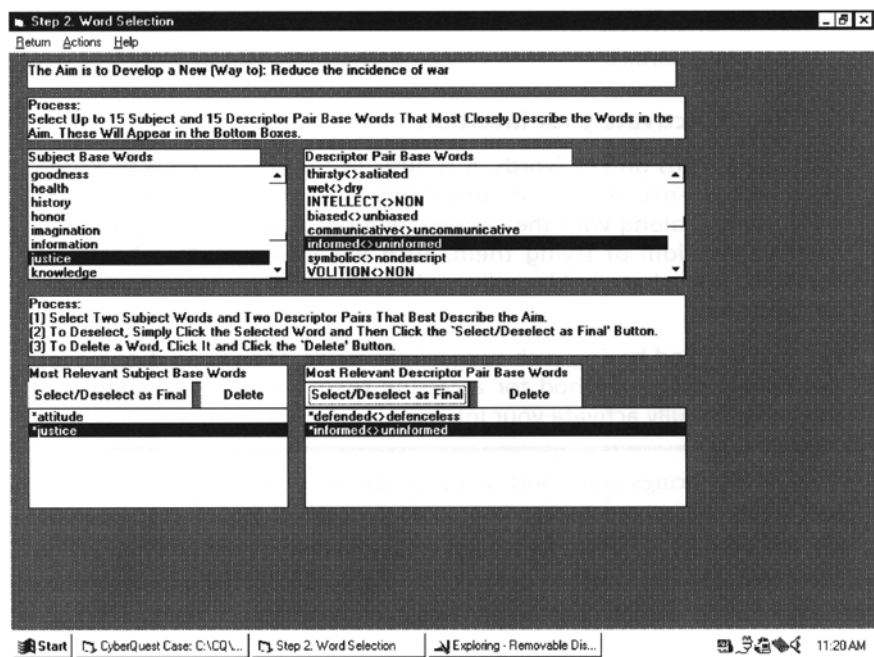 Step 2. Word Selection
Return Actions Help
The Aim is to Develop a New (Way to): Reduce the incidence of war
Process:
Select Up to 15 Subject and 15 Descriptor Pair Base Words That Most Closely Describe the Words in the
Aim. These Will Appear in the Bottom Boxes.
Subject Base Words
goodness
health
history
honor
imagination
information
justice
knowledge
Descriptor Pair Base Words
thirsty<>satiated
wet<>dry
INTELLECT<>NON
biased<>unbiased
communicative<>uncommunicative
informed<>uninformed
symbolic<>nondescript
VOLITION<>NON
Process:
(1) Select Two Subject Words and Two Descriptor Pairs That Best Describe the Aim.
(2) To Deselect, Simply Click the Selected Word and Then Click the `Select/Deselect as Final' Button.
(3) To Delete a Word, Click It and Click the `Delete' Button.
Most Relevant Subject Base Words
Select/Deselect as Final Delete
*attitude
*justice
Most Relevant Descriptor Pair Base Words
Select/Deselect as Final Delete
*defended<>defenceless
*informed<>uninformed
Start CyberQuest Case: C:\CQ\... Step 2. Word Selection Exploring - Removable Dis... 11:20 AM